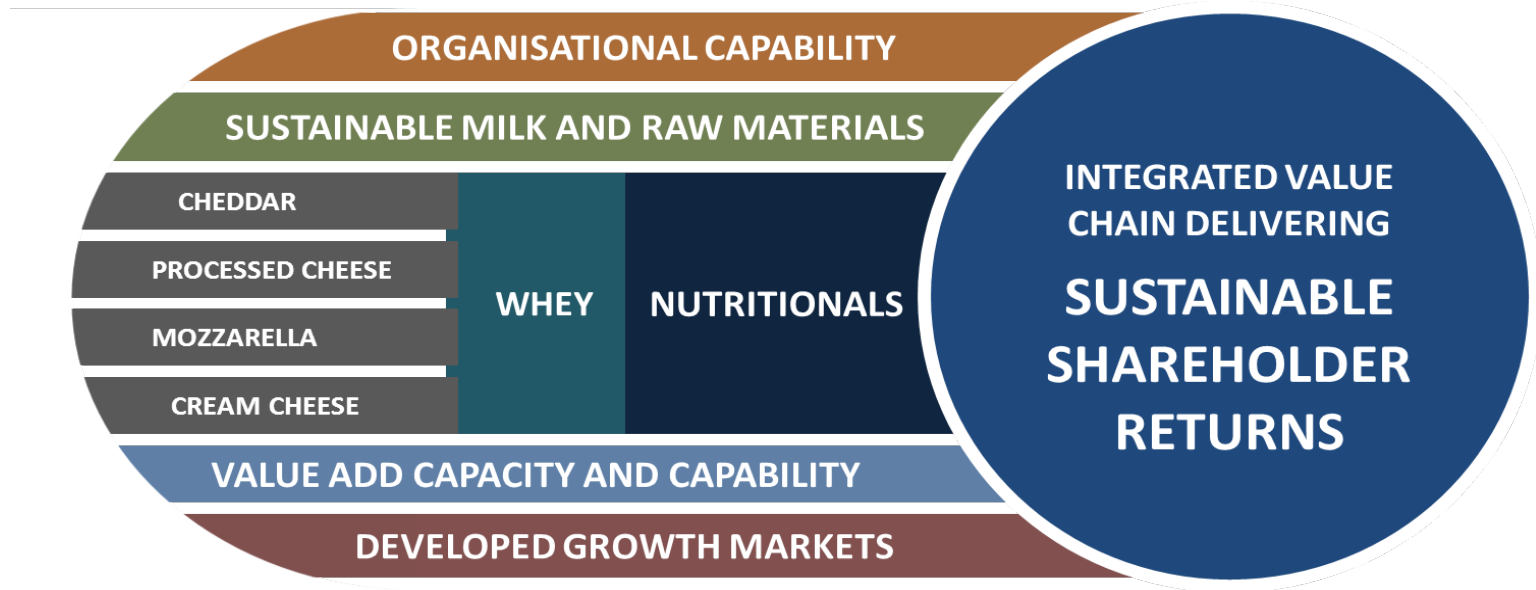 ORGANISATIONAL CAPABILITY
SUSTAINABLE MILK AND RAW MATERIALS
CHEDDAR
PROCESSED CHEESE
MOZZARELLA
CREAM CHEESE
WHEY
NUTRITIONALS
VALUE ADD CAPACITY AND CAPABILITY
DEVELOPED GROWTH MARKETS
INTEGRATED VALUE
CHAIN DELIVERING
SUSTAINABLE
SHAREHOLDER
RETURNS